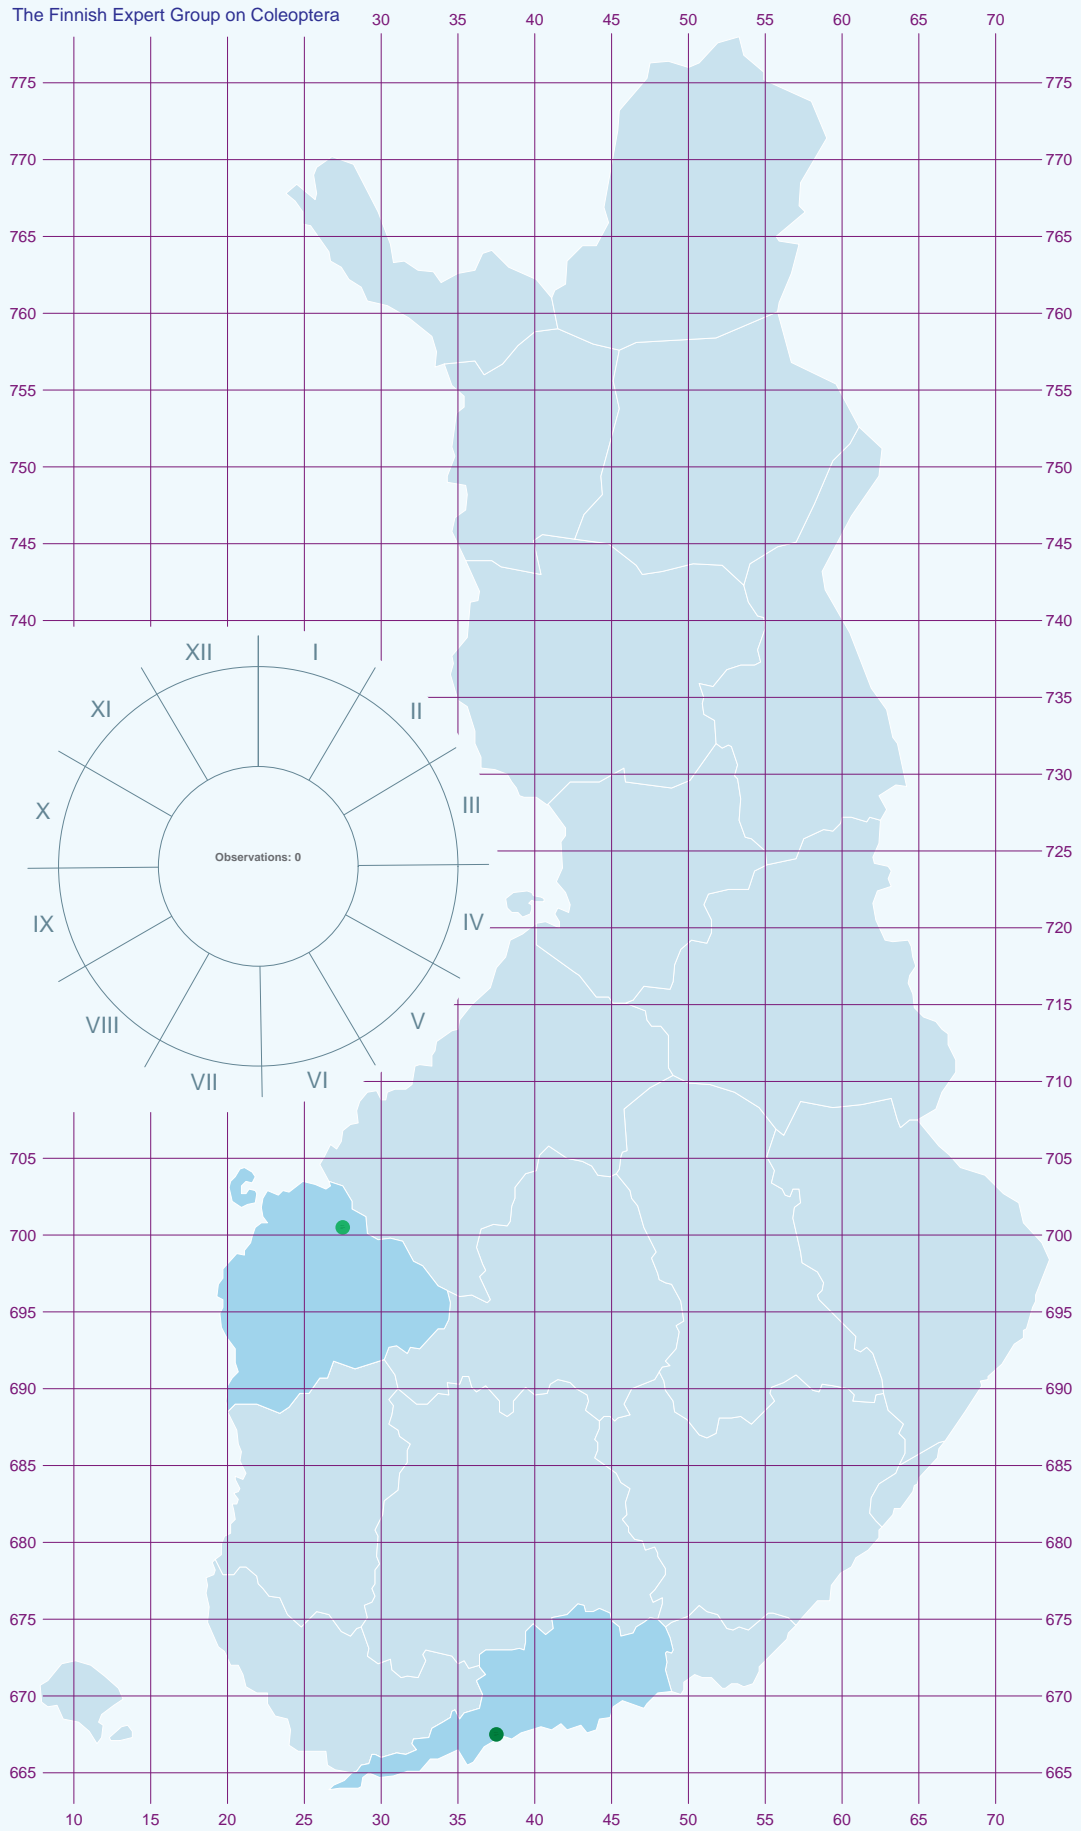 The Finnish Expert Group on Coleoptera
30 35 40 45 50 55 60 65 70
775 775
770 770
765 765
760 760
755 755
750 750
745 745
740 740
XII I
XI II
735
730
X III
Observations: 0
725
IX IV
720
VIII V
715
VII VI
710
705 705
700 700
695 695
690 690
685 685
680 680
675 675
670 670
665 665
10 15 20 25 30 35 40 45 50 55 60 65 70